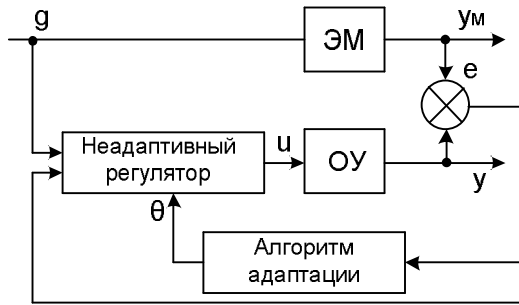 g
ЭМ
yм
e
Неадаптивный
регулятор
u
ОУ
y
θ
Алгоритм
адаптации